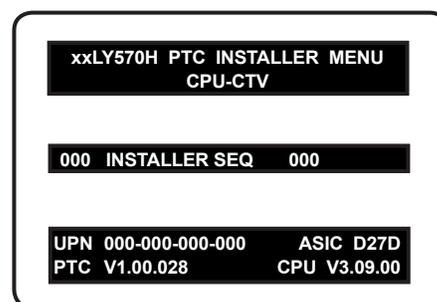 xxLY570H PTC INSTALLER MENU
CPU-CTV
000 INSTALLER SEQ 000
UPN 000-000-000-000 ASIC D27D
PTC V1.00.028 CPU V3.09.00